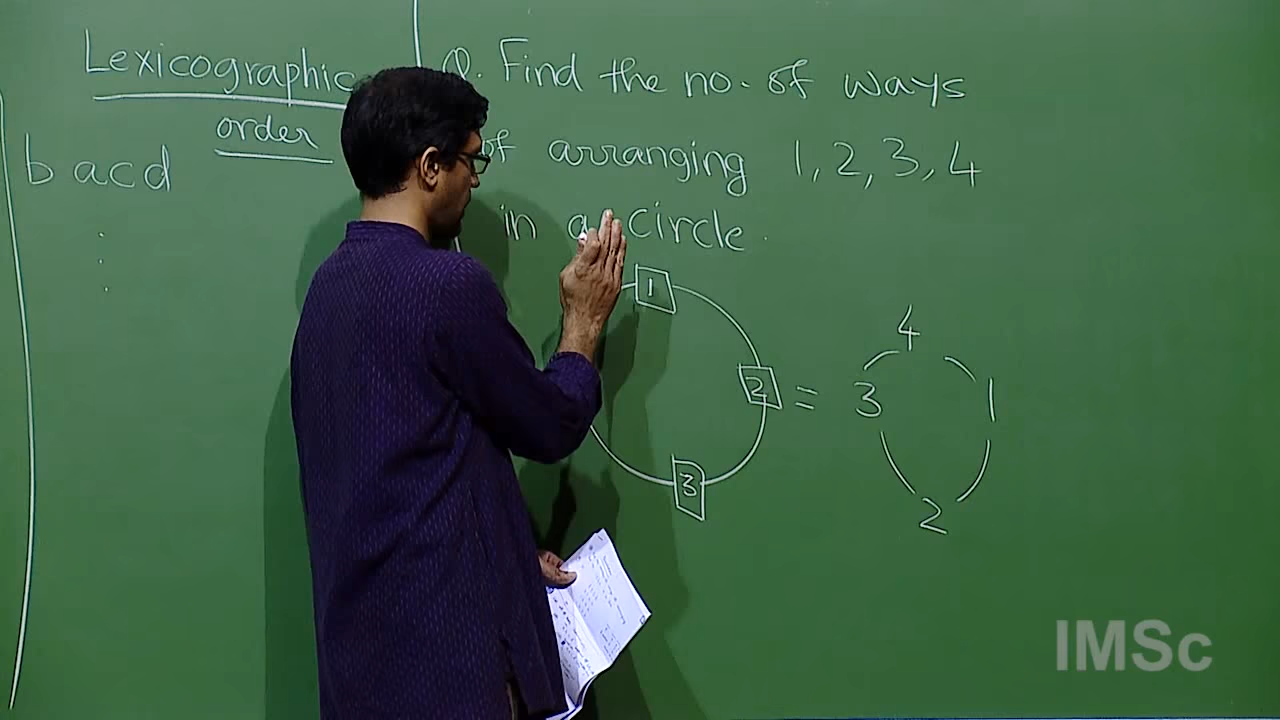 Lexicographic
order
b a c d
Q. Find the no. of ways
of arranging 1, 2, 3, 4
in a circle.
1
2
3
=
4
3 1
2
IMSc